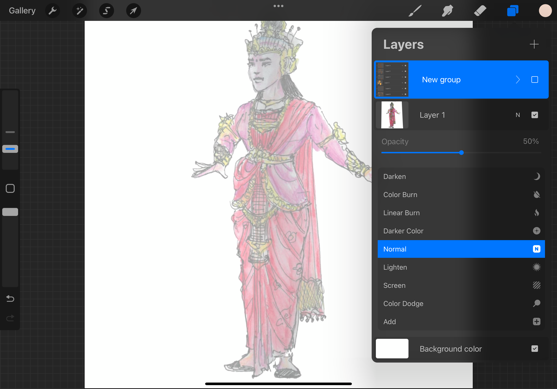 Gallery
Layers
New group
Layer 1
N
Opacity
50%
Darken
Color Burn
Linear Burn
Darker Color
Normal
N
Lighten
Screen
Color Dodge
Add
Background color